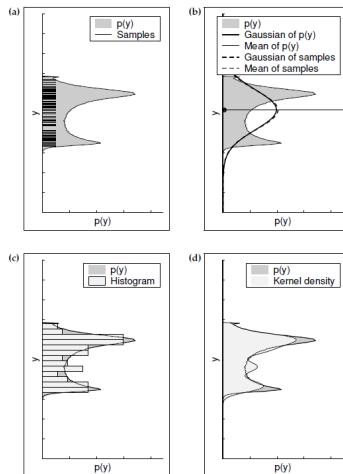 (a)
p(y)
Samples
y
p(y)
(b)
p(y)
Gaussian of p(y)
Mean of p(y)
Gaussian of samples
Mean of samples
y
p(y)
(c)
p(y)
Histogram
y
p(y)
(d)
p(y)
Kernel density
y
p(y)